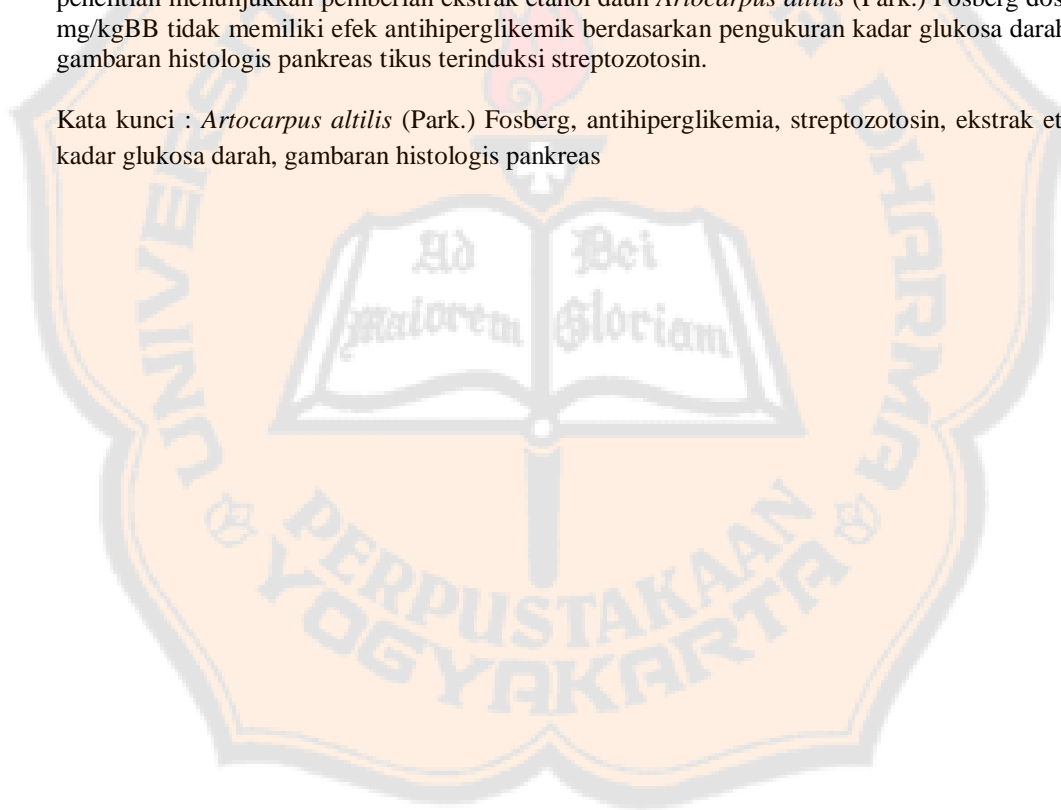 penelitian menunjukkan pemberian ekstrak etanol daun Artocarpus altilis (Park.) Fosberg dos
mg/kgBB tidak memiliki efek antihiperglikemik berdasarkan pengukuran kadar glukosa darah
gambaran histologis pankreas tikus terinduksi streptozotosin.
Kata kunci : Artocarpus altilis (Park.) Fosberg, antihiperglikemia, streptozotosin, ekstrak et
kadar glukosa darah, gambaran histologis pankreas
Ad Dei
Maiorem Gloriam
UNIVERSIT DHARMA
PERPUSTAKAAN
YOGYAKARTA